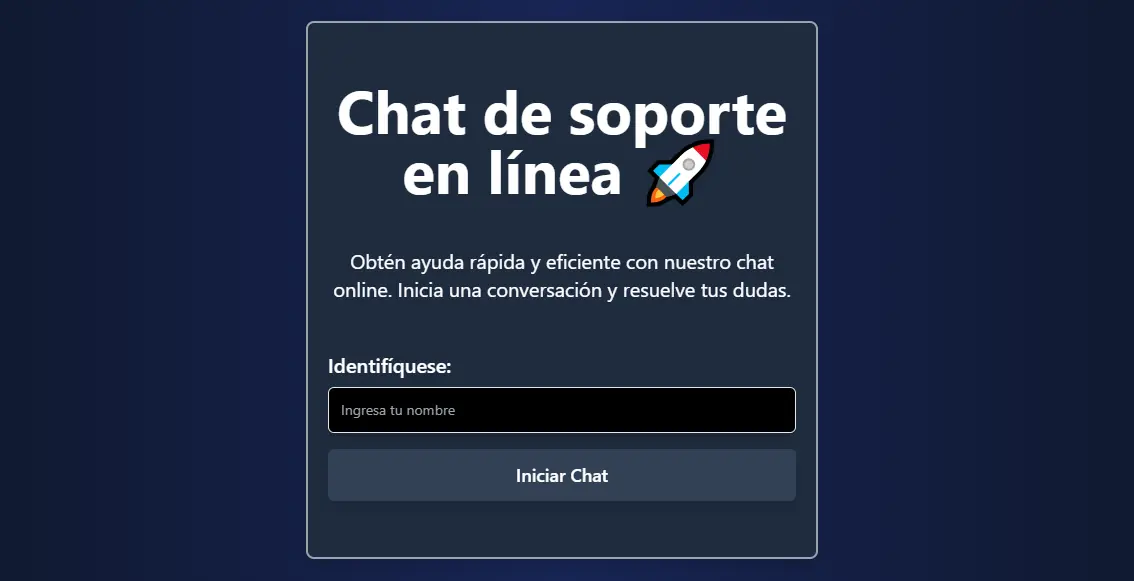 Chat de soporte
en línea 🚀
Obtén ayuda rápida y eficiente con nuestro chat
online. Inicia una conversación y resuelve tus dudas.
Identifíquese:
Ingresa tu nombre
Iniciar Chat